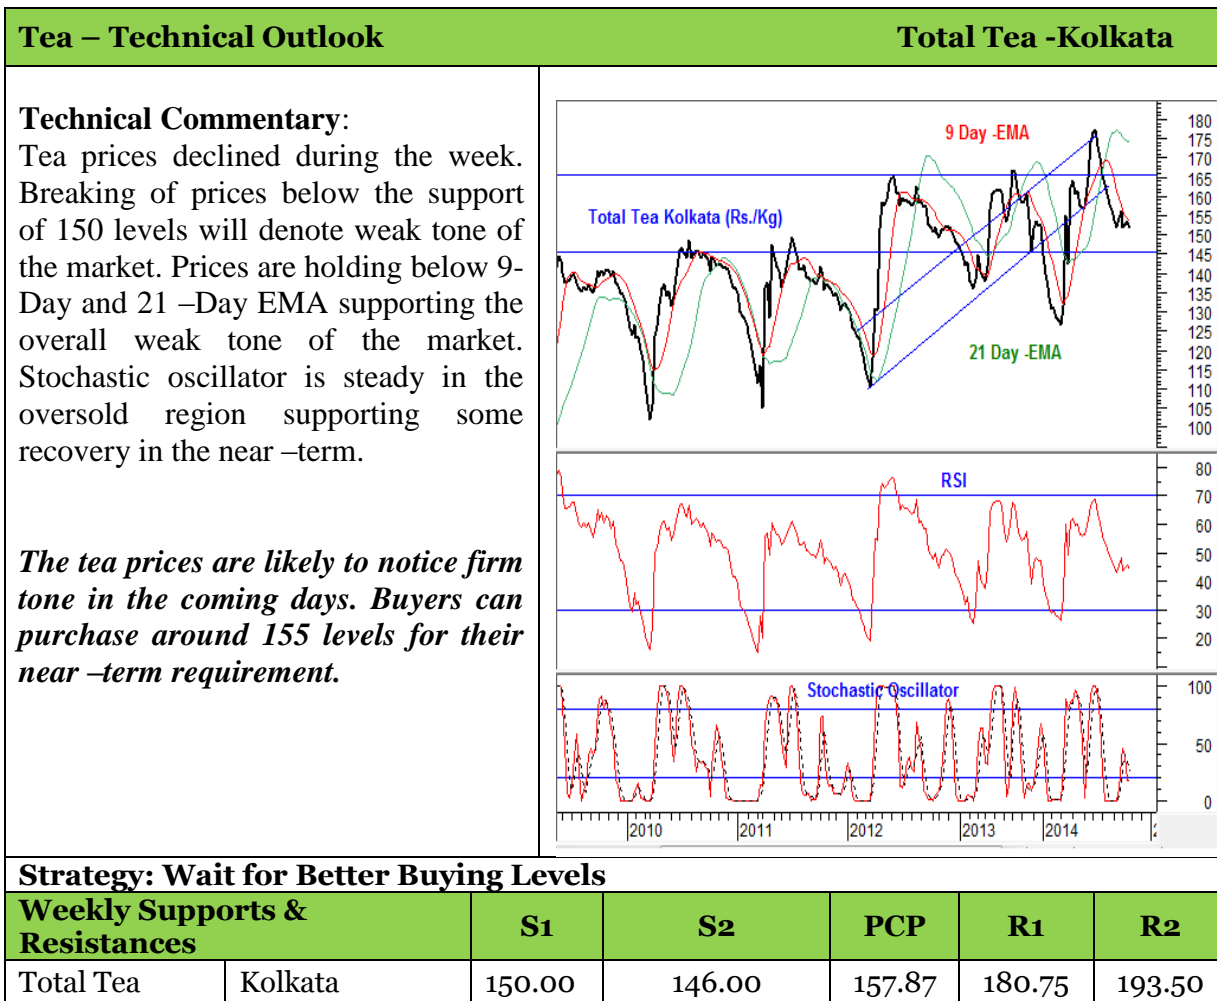 Tea – Technical Outlook
Total Tea -Kolkata
Technical Commentary:
Tea prices declined during the week.
Breaking of prices below the support
of 150 levels will denote weak tone of
the market. Prices are holding below 9-
Day and 21 –Day EMA supporting the
overall weak tone of the market.
Stochastic oscillator is steady in the
oversold region supporting some
recovery in the near –term.
The tea prices are likely to notice firm
tone in the coming days. Buyers can
purchase around 155 levels for their
near –term requirement.
9 Day -EMA
Total Tea Kolkata (Rs./Kg)
21 Day -EMA
180
175
170
165
160
155
150
145
140
135
130
125
120
115
110
105
100
RSI
80
70
60
50
40
30
20
Stochastic Oscillator
100
50
0
2010 2011 2012 2013 2014
Strategy: Wait for Better Buying Levels
Weekly Supports &
Resistances
S1 S2 PCP R1 R2
Total Tea Kolkata 150.00 146.00 157.87 180.75 193.50